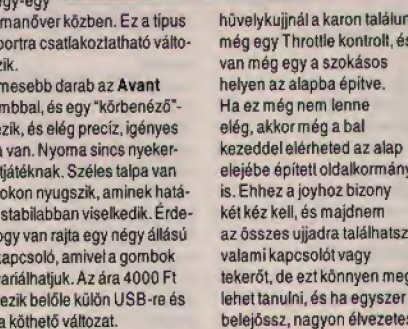 egy-egy
manőver közben. Ez a típus
portra csatlakoztatható válto-
zik.
mesebb darab az Avant
mbbal, és egy "körbenéző"-
ezik, és elég precíz, igényes
a van. Nyoma sincs nyeker-
tjátéknak. Széles talpa van
okon nyugszik, aminek hatá-
stabilabban viselkedik. Érde-
ogy van rajta egy négy állású
kapcsoló, amivel a gombok
variálhatjuk. Az ára 4000 Ft
ezik belőle külön USB-re és
a köthető változat.
hüvelykujjnál a karon találun
még egy Throttle kontrolt, és
van még egy a szokásos
helyen az alapba építve.
Ha ez még nem lenne
elég, akkor még a bal
kezeddel elérheted az alap
elejébe épített oldalkormány
is. Ehhez a joyhoz bizony
két kéz kell, és majdnem
az összes ujjadra találhatsz
valami kapcsolót vagy
tekerőt, de ezt könnyen meg
lehet tanulni, és ha egyszer
belejössz, nagyon élvezetes